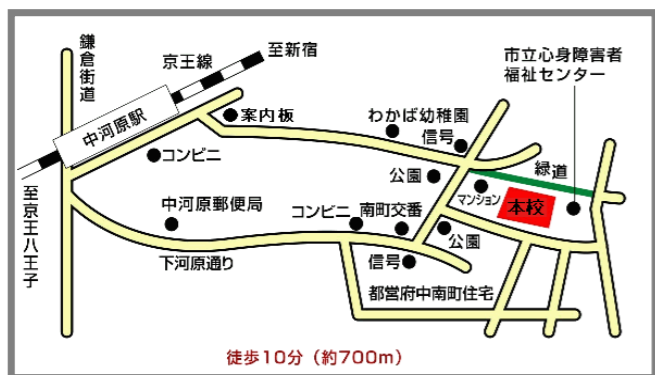 鎌倉街道
京王線
至新宿
中河原駅
案内板
わかば幼稚園
信号
市立心身障害者
福祉センター
コンビニ
公園
緑道
マンション
本校
至京王八王子
中河原郵便局
コンビニ
南町交番
公園
下河原通り
信号
都営府中南町住宅
徒歩10分（約700m）